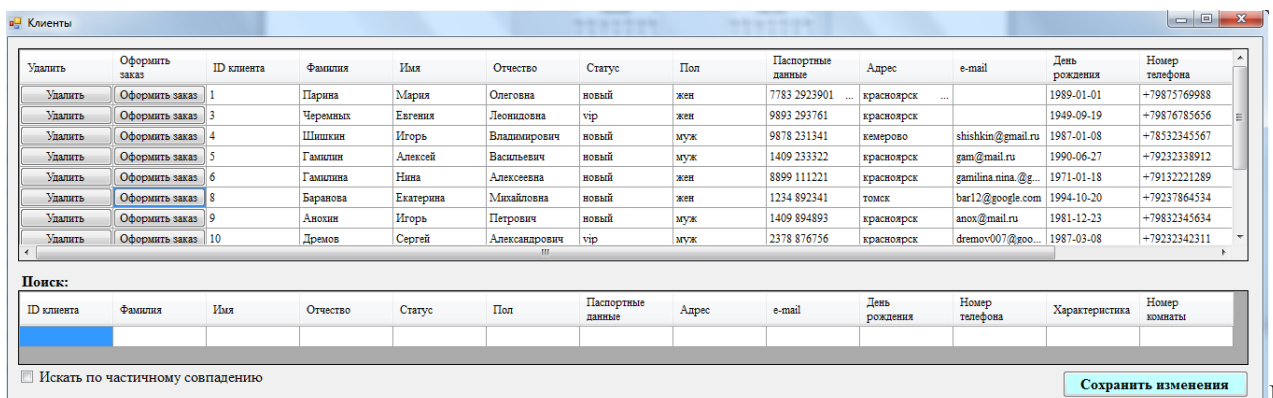 Клиенты
Удалить Оформить заказ ID клиента Фамилия Имя Отчество Статус Пол Паспортные данные Адрес e-mail День рождения Номер телефона
Удалить Оформить заказ 1 Парина Мария Олеговна новый жен 7783 2923901 ... красноярск ... 1989-01-01 +79875769988
Удалить Оформить заказ 3 Черемных Евгения Леонидовна vip жен 9893 293761 красноярск 1949-09-19 +79876785656
Удалить Оформить заказ 4 Шишкин Игорь Владимирович новый муж 9878 231341 кемерово shishkin@gmail.ru 1987-01-08 +78532345567
Удалить Оформить заказ 5 Гамилин Алексей Васильевич новый муж 1409 233322 красноярск gam@mail.ru 1990-06-27 +79232338912
Удалить Оформить заказ 6 Гамилина Нина Алексеевна новый жен 8899 111221 красноярск gamilina.nina.@g... 1971-01-18 +79132221289
Удалить Оформить заказ 8 Баранова Екатерина Михайловна новый жен 1234 892341 томск bar12@google.com 1994-10-20 +79237864534
Удалить Оформить заказ 9 Анохин Игорь Петрович новый муж 1409 894893 красноярск anox@mail.ru 1981-12-23 +79832345634
Удалить Оформить заказ 10 Дремов Сергей Александрович vip муж 2378 876756 красноярск dremov007@goo... 1987-03-08 +79232342311
Поиск:
ID клиента Фамилия Имя Отчество Статус Пол Паспортные данные Адрес e-mail День рождения Номер телефона Характеристика Номер комнаты
Искать по частичному совпадению
Сохранить изменения